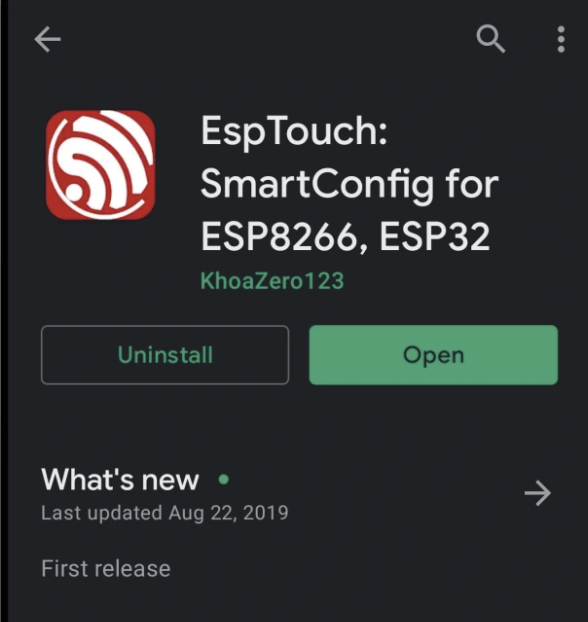 EspTouch:
SmartConfig for
ESP8266, ESP32
KhoaZero123
Uninstall
Open
What's new
Last updated Aug 22, 2019
First release